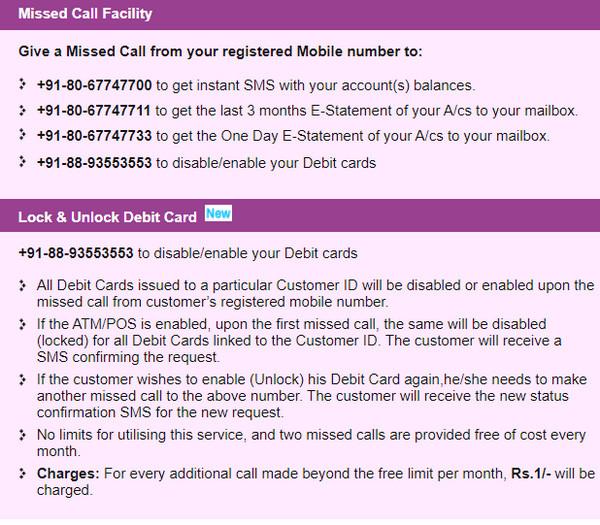 Missed Call Facility
Give a Missed Call from your registered Mobile number to:
+91-80-67747700 to get instant SMS with your account(s) balances.
+91-80-67747711 to get the last 3 months E-Statement of your A/cs to your mailbox.
+91-80-67747733 to get the One Day E-Statement of your A/cs to your mailbox.
+91-88-93553553 to disable/enable your Debit cards
Lock & Unlock Debit Card New
+91-88-93553553 to disable/enable your Debit cards
All Debit Cards issued to a particular Customer ID will be disabled or enabled upon the
missed call from customer's registered mobile number.
If the ATM/POS is enabled, upon the first missed call, the same will be disabled
(locked) for all Debit Cards linked to the Customer ID. The customer will receive a
SMS confirming the request.
If the customer wishes to enable (Unlock) his Debit Card again,he/she needs to make
another missed call to the above number. The customer will receive the new status
confirmation SMS for the new request.
No limits for utilising this service, and two missed calls are provided free of cost every
month.
Charges: For every additional call made beyond the free limit per month, Rs.1/- will be
charged.